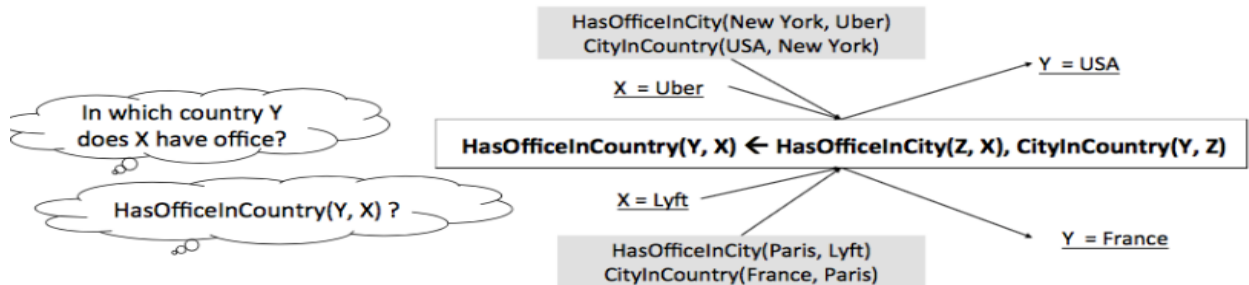 HasOfficeInCity(New York, Uber)
CityInCountry(USA, New York)
Y = USA
X = Uber
In which country Y
does X have office?
HasOfficeInCountry(Y, X) ← HasOfficeInCity(Z, X), CityInCountry(Y, Z)
HasOfficeInCountry(Y, X) ?
X = Lyft
Y = France
HasOfficeInCity(Paris, Lyft)
CityInCountry(France, Paris)